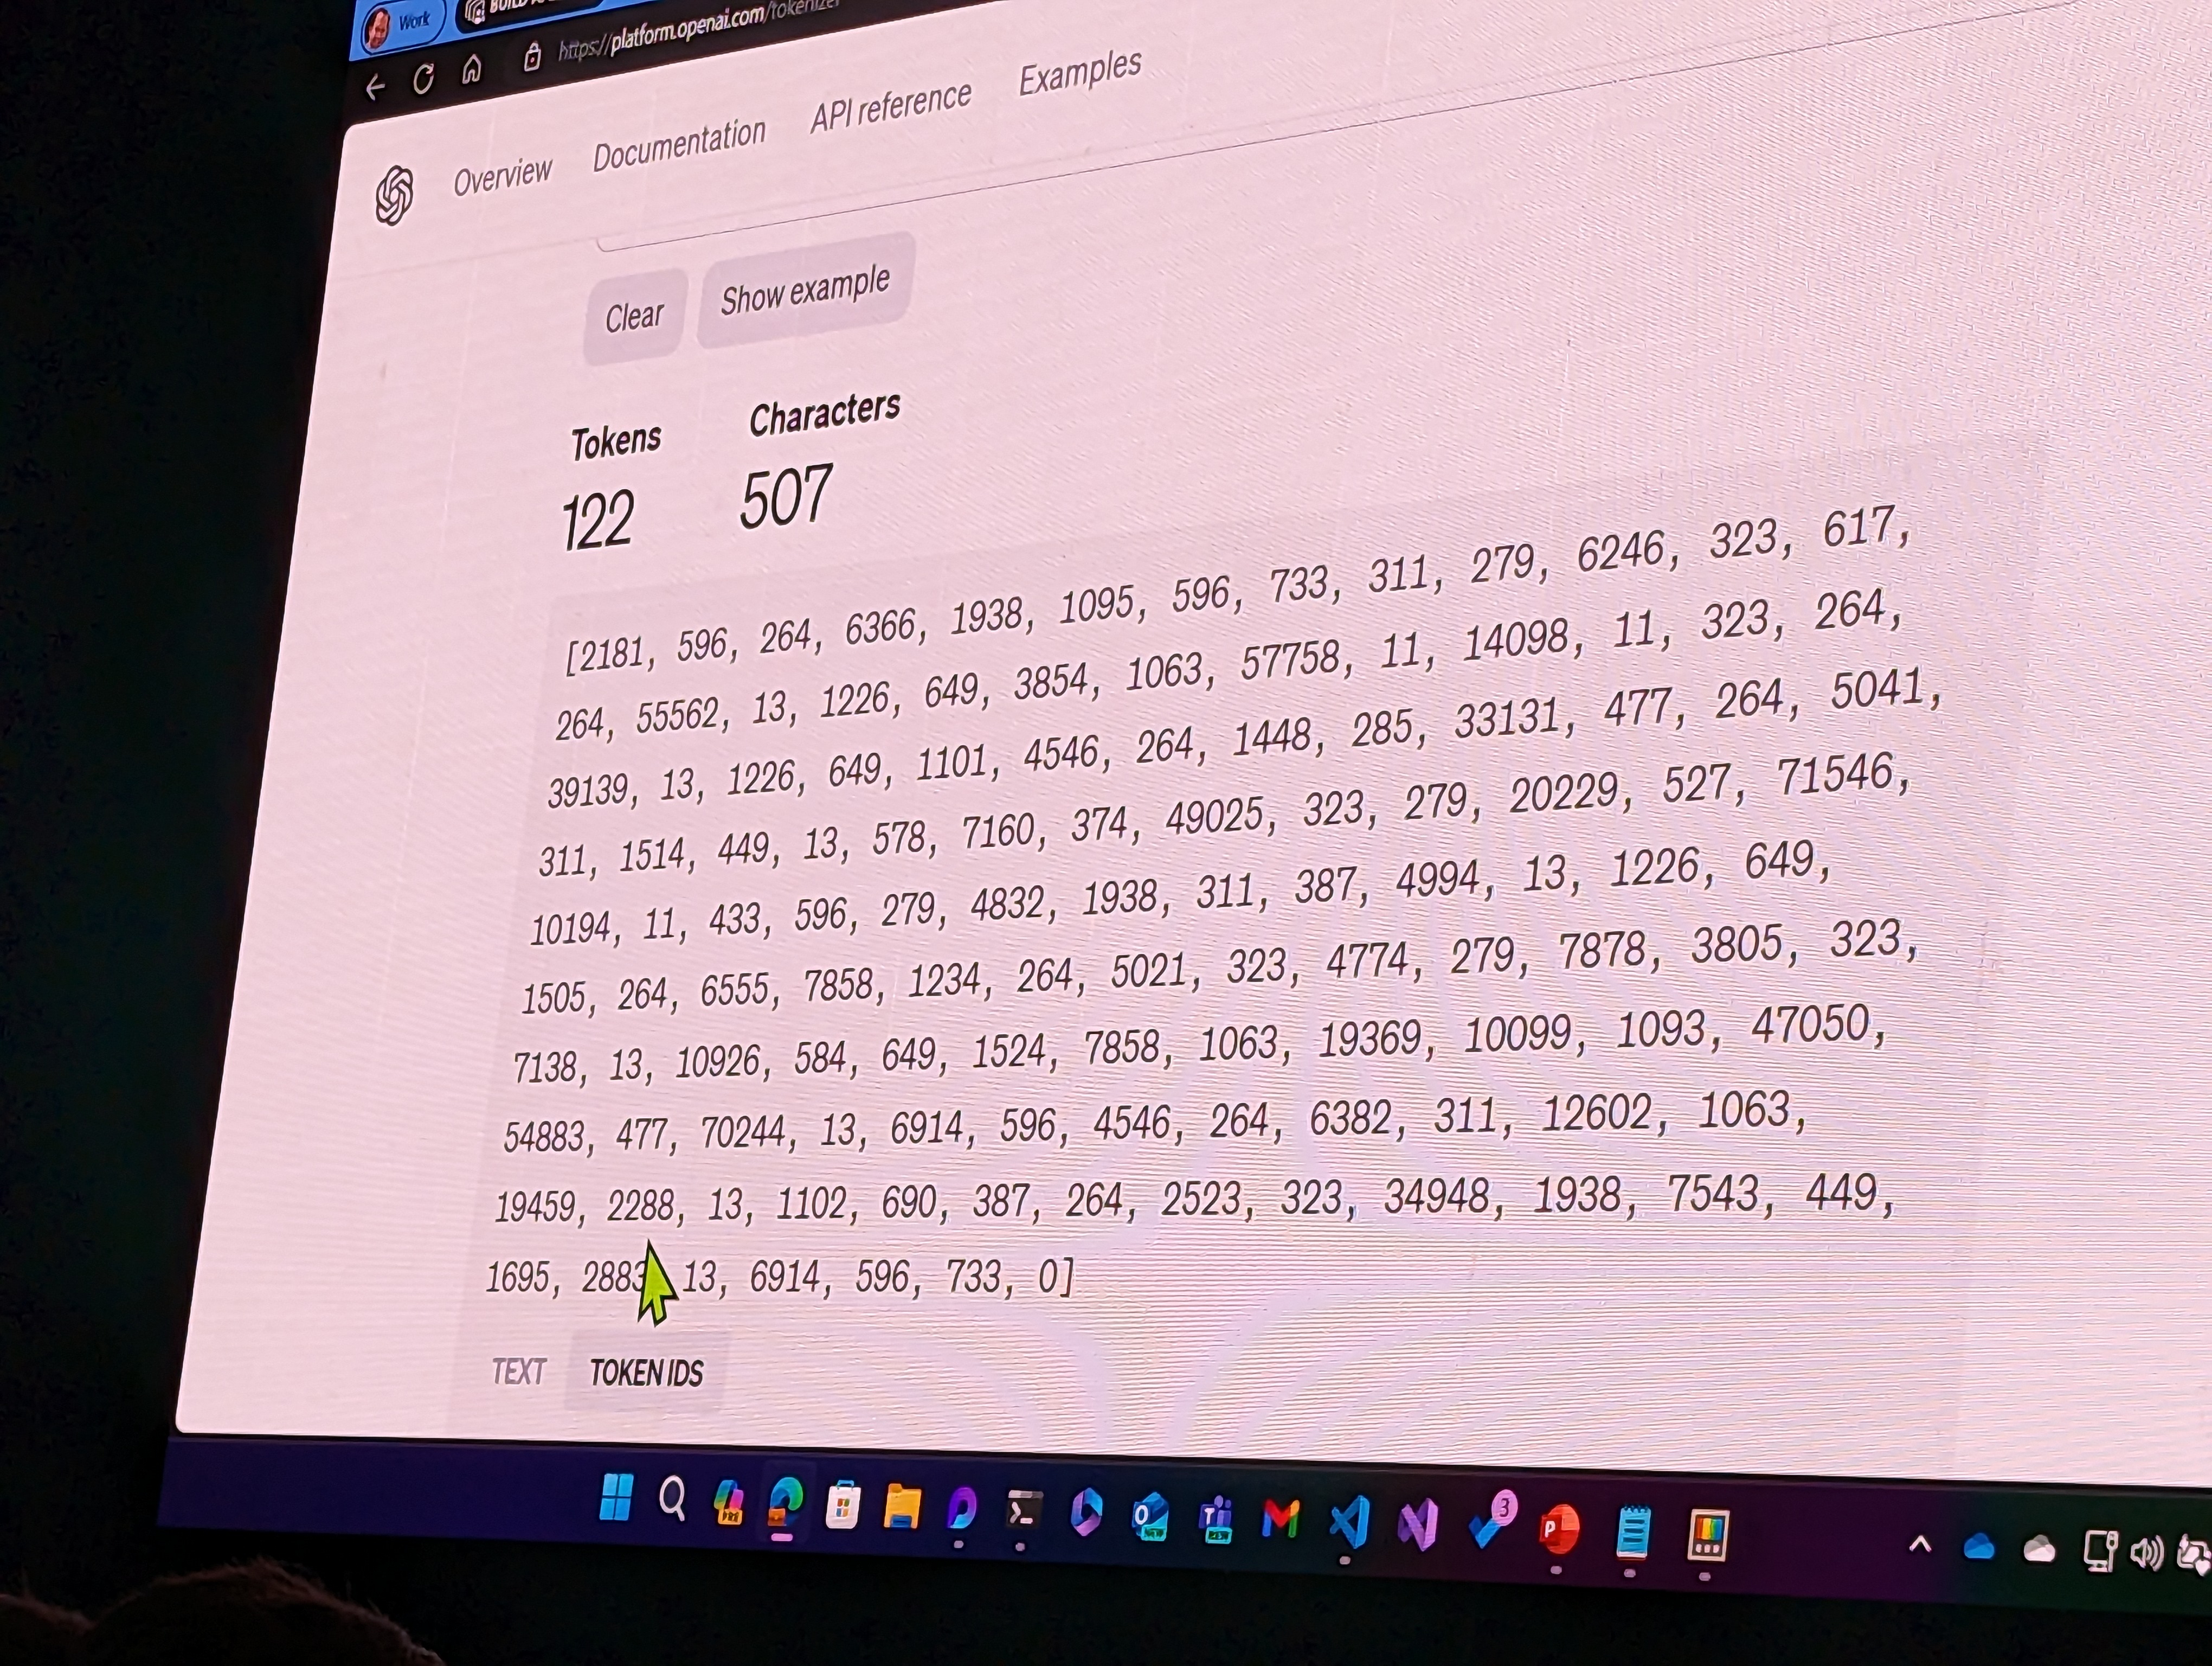 Work
https://platform.openai.com/tokenizer
Overview Documentation API reference Examples
Clear Show example
Tokens Characters
122 507
[2181, 596, 264, 6366, 1938, 1095, 596, 733, 311, 279, 6246, 323, 617,
264, 55562, 13, 1226, 649, 3854, 1063, 57758, 11, 14098, 11, 323, 264,
39139, 13, 1226, 649, 1101, 4546, 264, 1448, 285, 33131, 477, 264, 5041,
311, 1514, 449, 13, 578, 7160, 374, 49025, 323, 279, 20229, 527, 71546,
10194, 11, 433, 596, 279, 4832, 1938, 311, 387, 4994, 13, 1226, 649,
1505, 264, 6555, 7858, 1234, 264, 5021, 323, 4774, 279, 7878, 3805, 323,
7138, 13, 10926, 584, 649, 1524, 7858, 1063, 19369, 10099, 1093, 47050,
54883, 477, 70244, 13, 6914, 596, 4546, 264, 6382, 311, 12602, 1063,
19459, 2288, 13, 1102, 690, 387, 264, 2523, 323, 34948, 1938, 7543, 449,
1695, 2883 13, 6914, 596, 733, 0]
TEXT TOKEN IDS
3